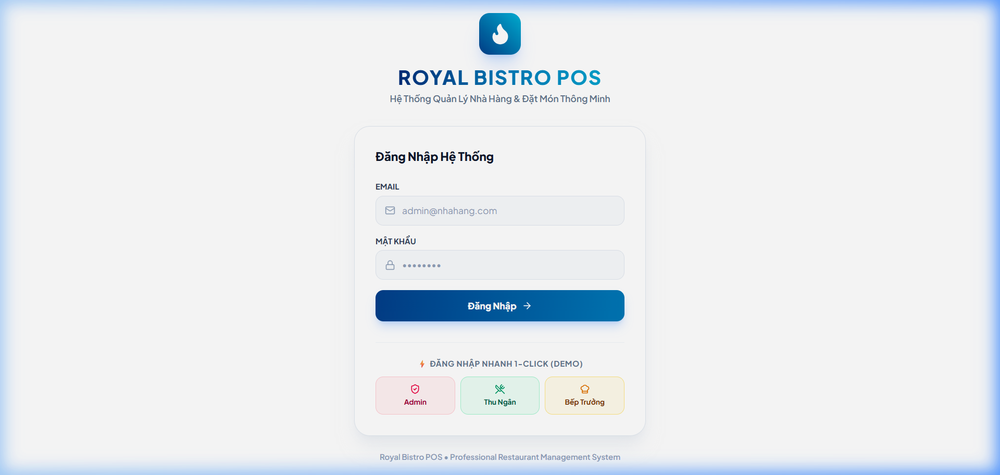 ROYAL BISTRO POS
Hệ Thống Quản Lý Nhà Hàng & Đặt Món Thông Minh
Đăng Nhập Hệ Thống
EMAIL
admin@nhahang.com
MẬT KHẨU
••••••••
Đăng Nhập →
ĐĂNG NHẬP NHANH 1-CLICK (DEMO)
Admin
Thu Ngân
Bếp Trưởng
Royal Bistro POS • Professional Restaurant Management System